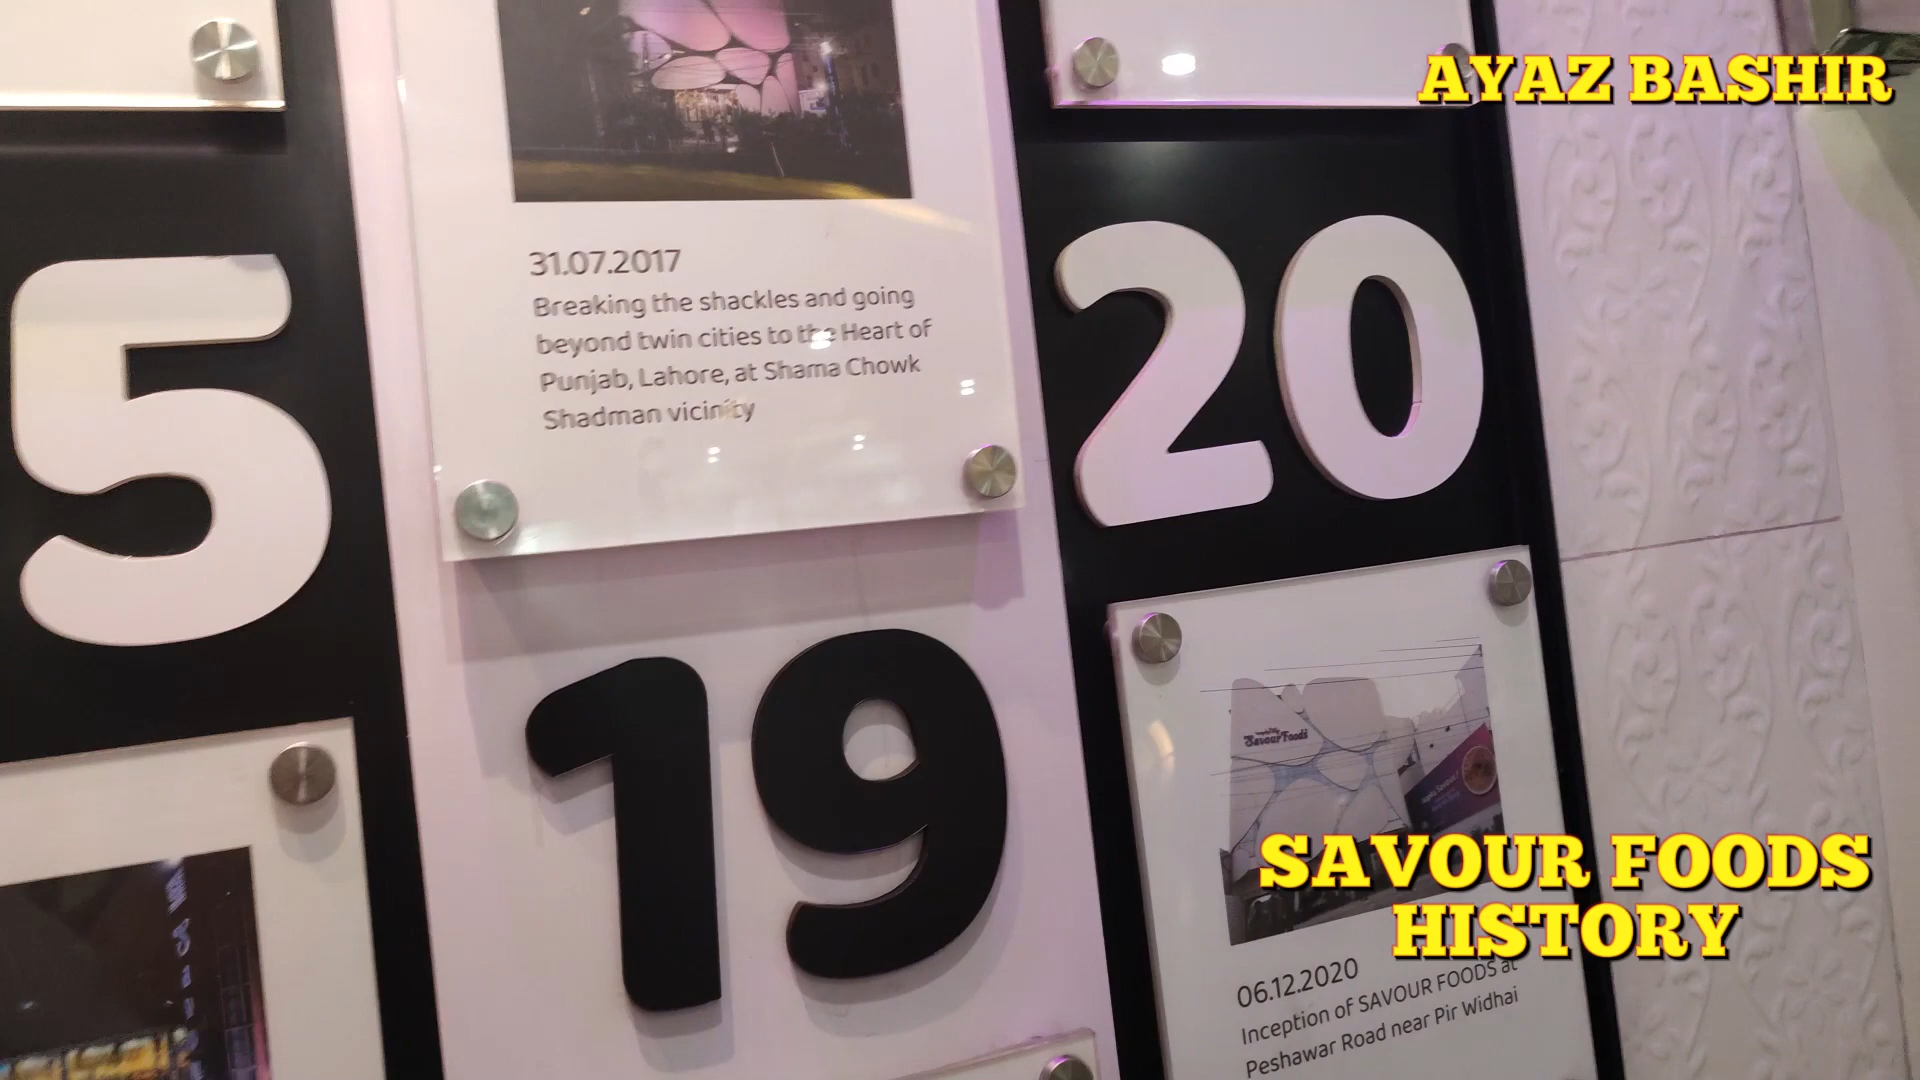 AYAZ BASHIR
31.07.2017
Breaking the shackles and going
beyond twin cities to the Heart of
Punjab, Lahore, at Shama Chowk
Shadman vicinity
5
20
19
Savour Foods
SAVOUR FOODS
HISTORY
06.12.2020
Inception of SAVOUR FOODS at
Peshawar Road near Pir Widhai